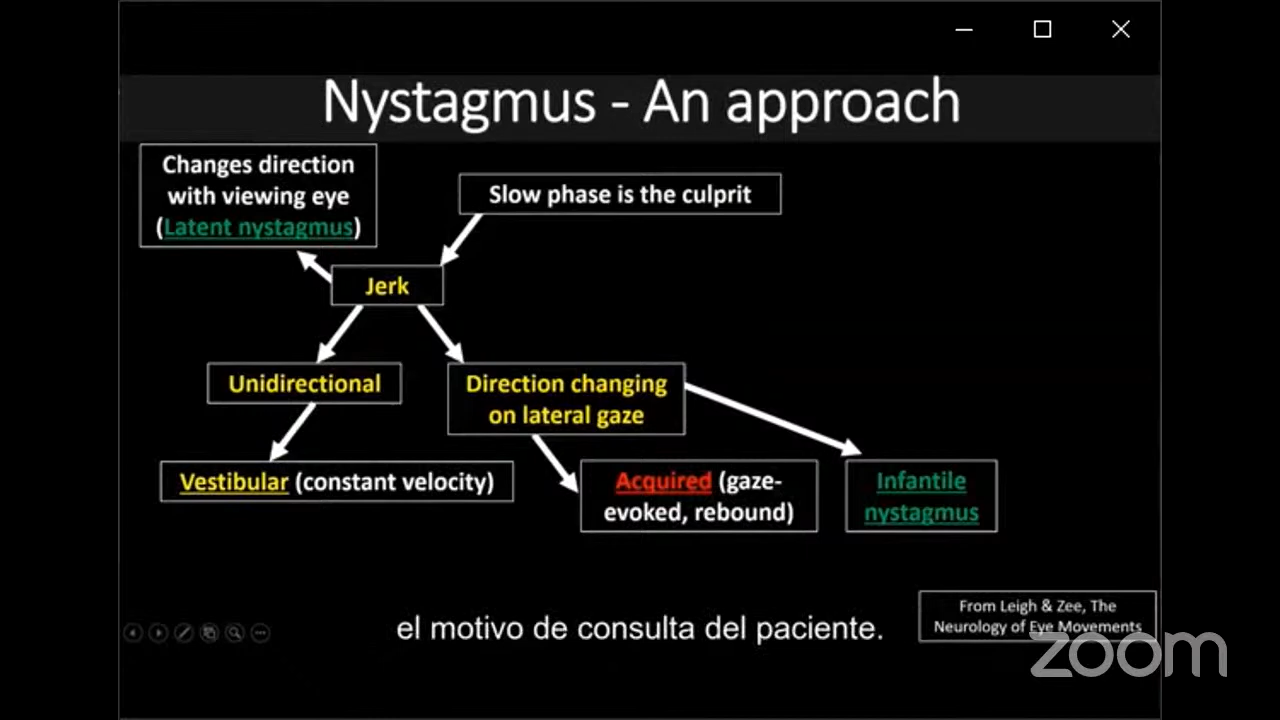 Nystagmus - An approach
Changes direction
with viewing eye
(Latent nystagmus)
Slow phase is the culprit
Jerk
Unidirectional
Direction changing
on lateral gaze
Vestibular (constant velocity)
Acquired (gaze-
evoked, rebound)
Infantile
nystagmus
From Leigh & Zee, The
Neurology of Eye Movements
el motivo de consulta del paciente.
zoom